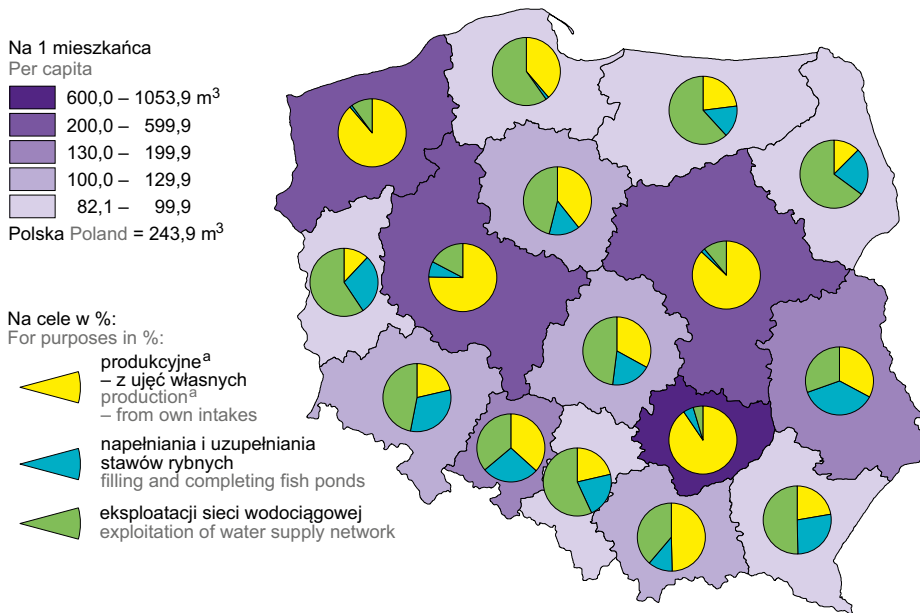 Na 1 mieszkańca
Per capita
600,0 – 1053,9 m³
200,0 – 599,9
130,0 – 199,9
100,0 – 129,9
82,1 – 99,9
Polska Poland = 243,9 m³
Na cele w %:
For purposes in %:
produkcyjneᵃ
– z ujęć własnych
productionᵃ
– from own intakes
napełniania i uzupełniania
stawów rybnych
filling and completing fish ponds
eksploatacji sieci wodociągowej
exploitation of water supply network